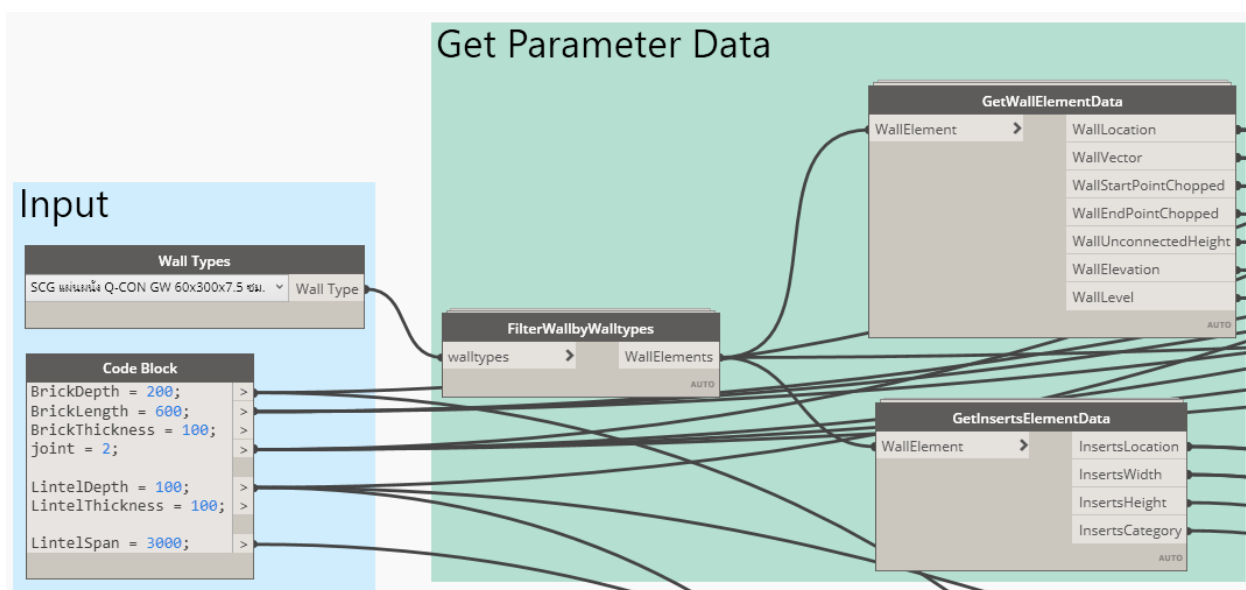 Get Parameter Data
Input
Wall Types
SCG แผ่นผนัง Q-CON GW 60x300x7.5 ซม.
Wall Type
Code Block
BrickDepth = 200; >
BrickLength = 600; >
BrickThickness = 100; >
joint = 2; >
LintelDepth = 100; >
LintelThickness = 100; >
LintelSpan = 3000; >
FilterWallbyWalltypes
walltypes > WallElements
AUTO
GetWallElementData
WallElement > WallLocation
WallVector
WallStartPointChopped
WallEndPointChopped
WallUnconnectedHeight
WallElevation
WallLevel
AUTO
GetInsertsElementData
WallElement > InsertsLocation
InsertsWidth
InsertsHeight
InsertsCategory
AUTO